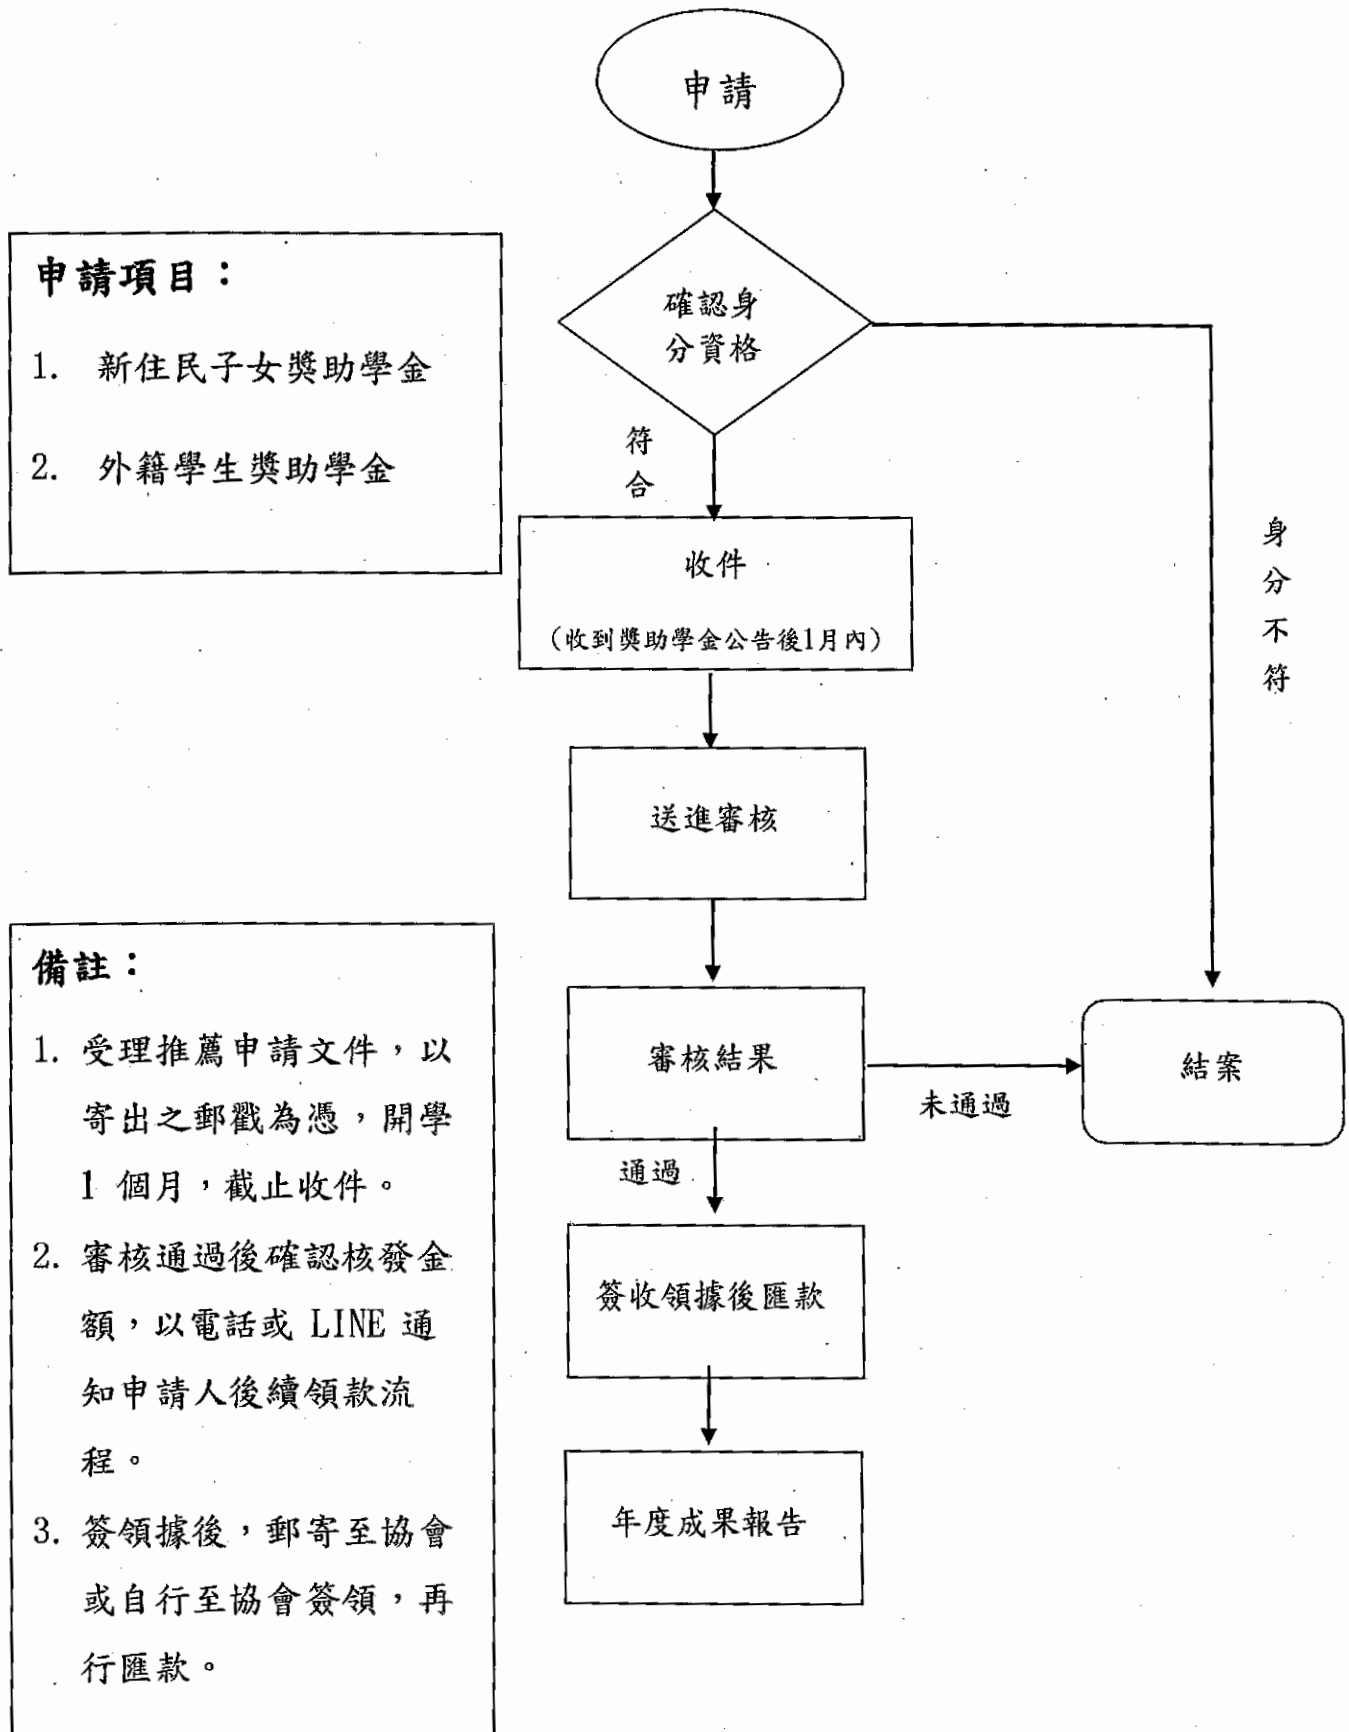 申請
確認身
分資格
申請項目：
1. 新住民子女獎助學金
2. 外籍學生獎助學金
符
合
收件
(收到獎助學金公告後1月內)
身
分
不
符
送進審核
審核結果
未通過
結案
通過
簽收領據後匯款
年度成果報告
備註：
1. 受理推薦申請文件，以
寄出之郵戳為憑，開學
1 個月，截止收件。
2. 審核通過後確認核發金
額，以電話或 LINE 通
知申請人後續領款流
程。
3. 簽領據後，郵寄至協會
或自行至協會簽領，再
行匯款。